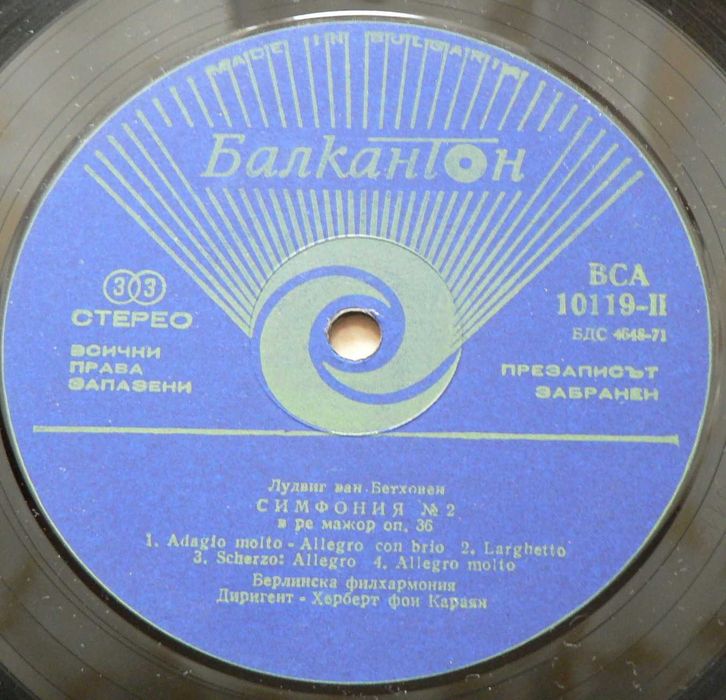 MADE IN BULGARIA
Балкантон
33
СТЕРЕО
ВСИЧКИ
ПРАВА
ЗАПАЗЕНИ
ВСА
10119-II
БДС 4648-71
ПРЕЗАПИСЪТ
ЗАБРАНЕН
Лудвиг ван Бетховен
СИМФОНИЯ № 2
в ре мажор оп. 36
1. Adagio molto - Allegro con brio 2. Larghetto
3. Scherzo: Allegro 4. Allegro molto
Берлинска филхармония
Диригент - Херберт фон Караян